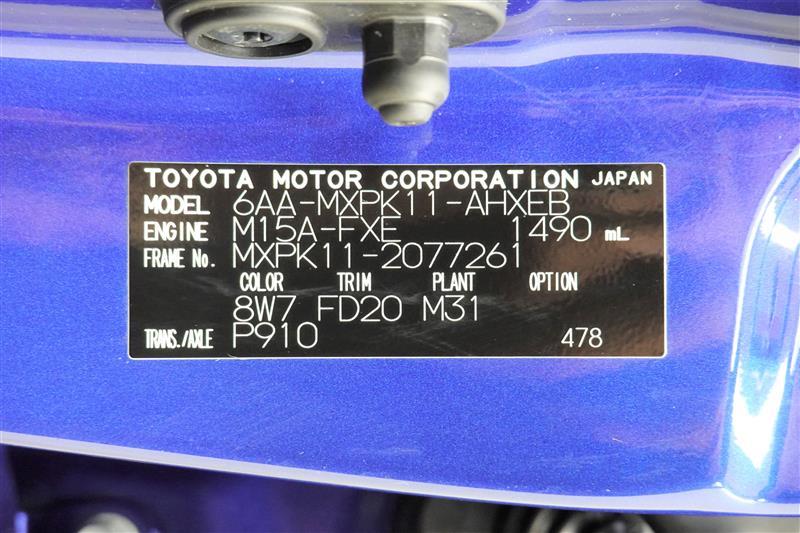 TOYOTA MOTOR CORPORATION JAPAN
MODEL 6AA-MXPK11-AHXEB
ENGINE M15A-FXE 1490 mL
FRAME No. MXPK11-2077261
COLOR TRIM PLANT OPTION
8W7 FD20 M31
TRANS./AXLE P910 478